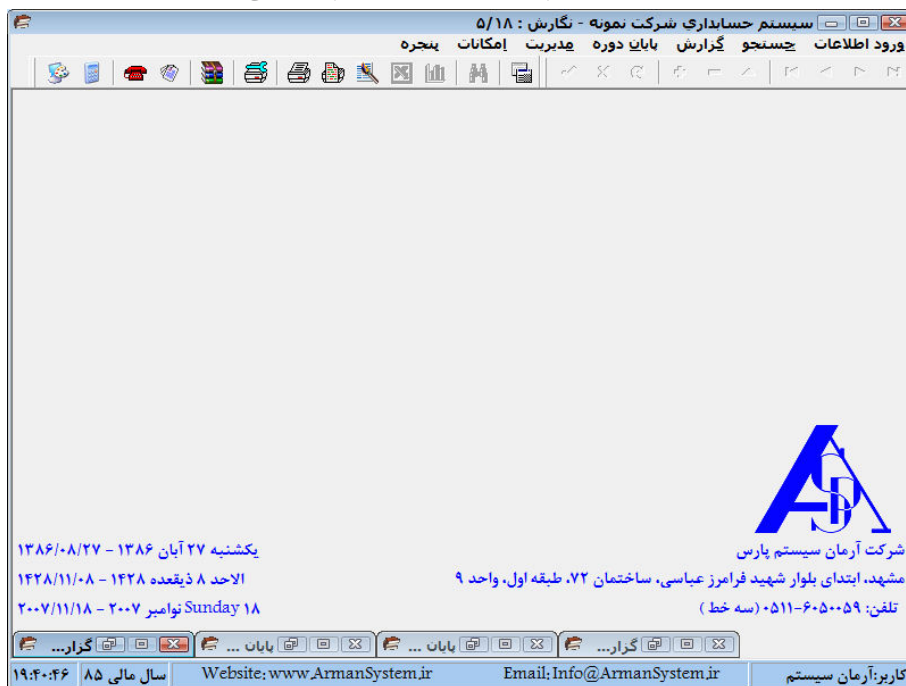 سیستم حسابداری شرکت نمونه - نگارش : ۵/۱۸
ورود اطلاعات جستجو گزارش پایان دوره مدیریت امکانات پنجره
شرکت آرمان سیستم پارس
مشهد، ابتدای بلوار شهید فرامرز عباسی، ساختمان ۷۲، طبقه اول، واحد ۹
تلفن: ۶۰۵۰۰۵۹-۰۵۱۱ (سه خط )
یکشنبه ۲۷ آبان ۱۳۸۶ - ۱۳۸۶/۰۸/۲۷
الاحد ۸ ذیقعده ۱۴۲۸ - ۱۴۲۸/۱۱/۰۸
Sunday ۱۸ نوامبر ۲۰۰۷ - ۲۰۰۷/۱۱/۱۸
گزار... پایان ... پایان ... گزار...
کاربر:آرمان سیستم Email:Info@ArmanSystem.ir Website:www.ArmanSystem.ir سال مالی ۸۵ ۱۹:۴۰:۴۶